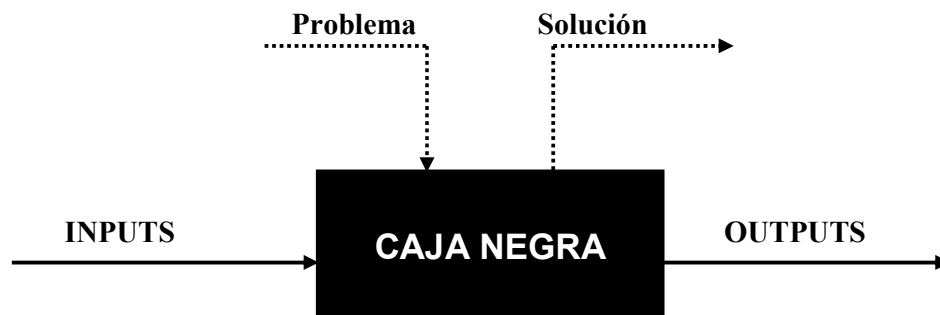 Problema
Solución
INPUTS
CAJA NEGRA
OUTPUTS